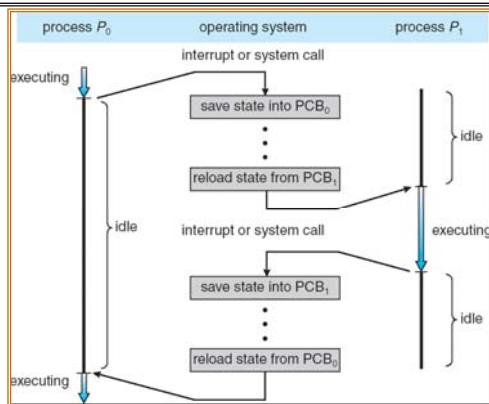 process P0 operating system process P1
interrupt or system call
executing
save state into PCB0
idle
reload state from PCB1
idle
interrupt or system call
executing
save state into PCB1
idle
reload state from PCB0
executing